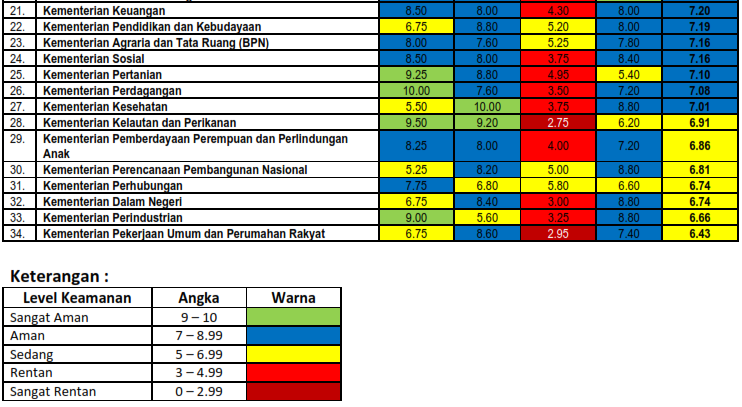 21. Kementerian Keuangan 8.50 8.00 4.30 8.00 7.20
22. Kementerian Pendidikan dan Kebudayaan 6.75 8.80 5.20 8.00 7.19
23. Kementerian Agraria dan Tata Ruang (BPN) 8.00 7.60 5.25 7.80 7.16
24. Kementerian Sosial 8.50 8.00 3.75 8.40 7.16
25. Kementerian Pertanian 9.25 8.80 4.95 5.40 7.10
26. Kementerian Perdagangan 10.00 7.60 3.50 7.20 7.08
27. Kementerian Kesehatan 5.50 10.00 3.75 8.80 7.01
28. Kementerian Kelautan dan Perikanan 9.50 9.20 2.75 6.20 6.91
29. Kementerian Pemberdayaan Perempuan dan Perlindungan
Anak 8.25 8.00 4.00 7.20 6.86
30. Kementerian Perencanaan Pembangunan Nasional 5.25 8.20 5.00 8.80 6.81
31. Kementerian Perhubungan 7.75 6.80 5.80 6.60 6.74
32. Kementerian Dalam Negeri 6.75 8.40 3.00 8.80 6.74
33. Kementerian Perindustrian 9.00 5.60 3.25 8.80 6.66
34. Kementerian Pekerjaan Umum dan Perumahan Rakyat 6.75 8.60 2.95 7.40 6.43
Keterangan :
Level Keamanan Angka Warna
Sangat Aman 9 – 10
Aman 7 – 8.99
Sedang 5 – 6.99
Rentan 3 – 4.99
Sangat Rentan 0 – 2.99